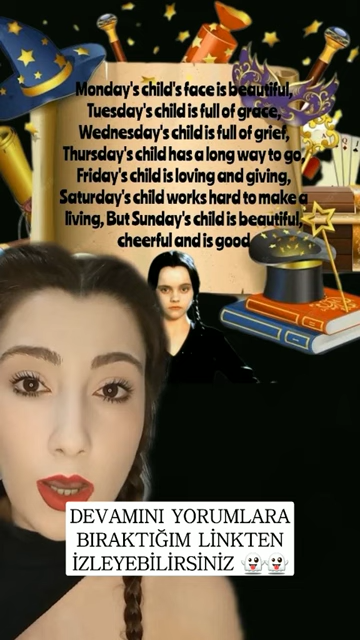 Monday's child's face is beautiful,
Tuesday's child is full of grace,
Wednesday's child is full of grief,
Thursday's child has a long way to go,
Friday's child is loving and giving,
Saturday's child works hard to make a
living, But Sunday's child is beautiful,
cheerful and is good
DEVAMINI YORUMLARA
BIRAKTIĞIM LİNKTEN
İZLEYEBİLİRSİNİZ 👻👻